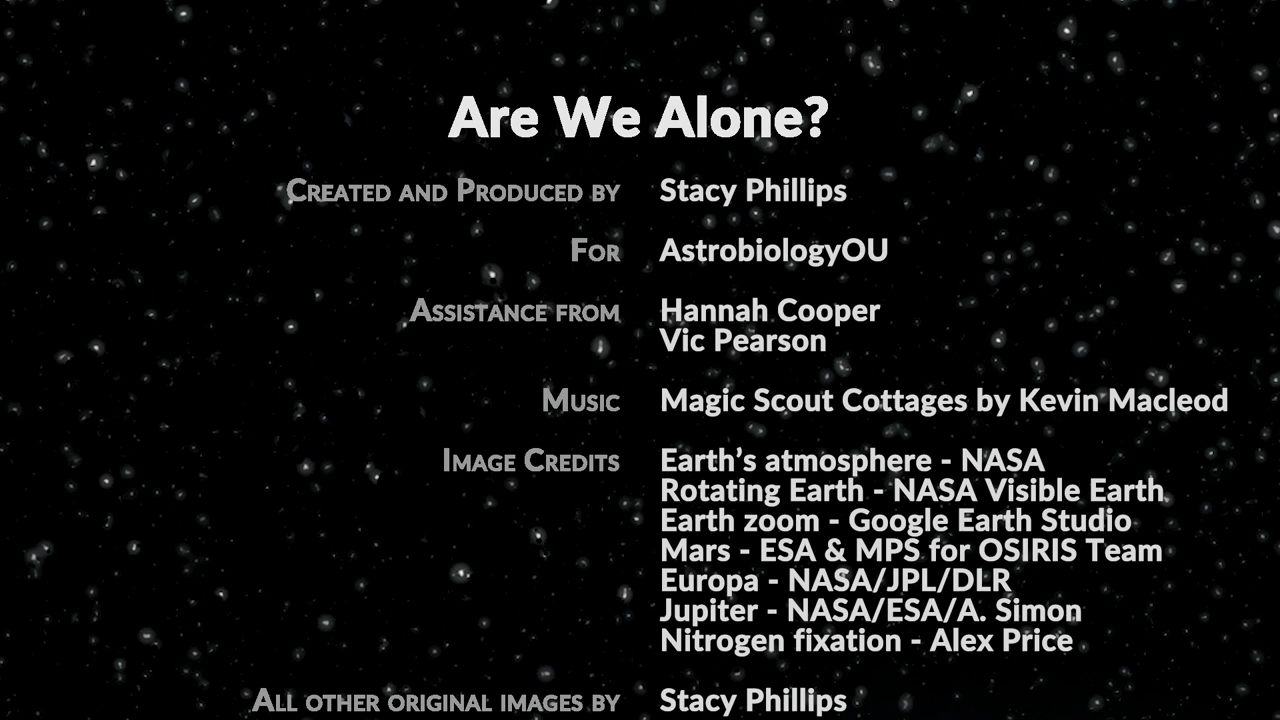 Are We Alone?
Created and Produced by Stacy Phillips
For AstrobiologyOU
Assistance from Hannah Cooper
Vic Pearson
Music Magic Scout Cottages by Kevin Macleod
Image Credits Earth's atmosphere - NASA
Rotating Earth - NASA Visible Earth
Earth zoom - Google Earth Studio
Mars - ESA & MPS for OSIRIS Team
Europa - NASA/JPL/DLR
Jupiter - NASA/ESA/A. Simon
Nitrogen fixation - Alex Price
All other original images by Stacy Phillips